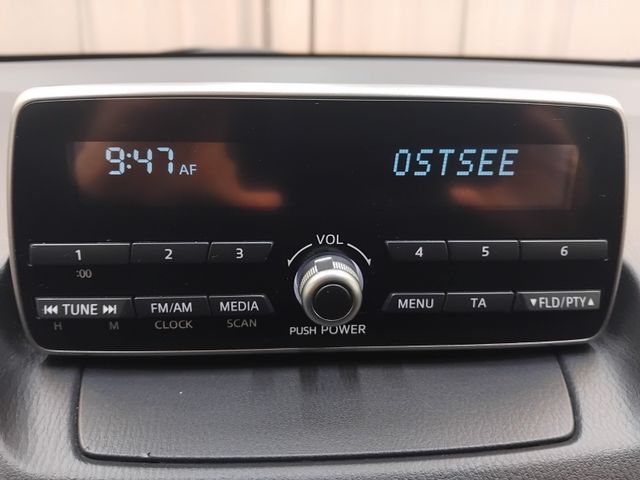 9:47 AF OSTSEE
VOL
1 2 3 4 5 6
:00
⏮ TUNE ⏭ FM/AM MEDIA MENU TA ▼FLD/PTY▲
H M CLOCK SCAN PUSH POWER